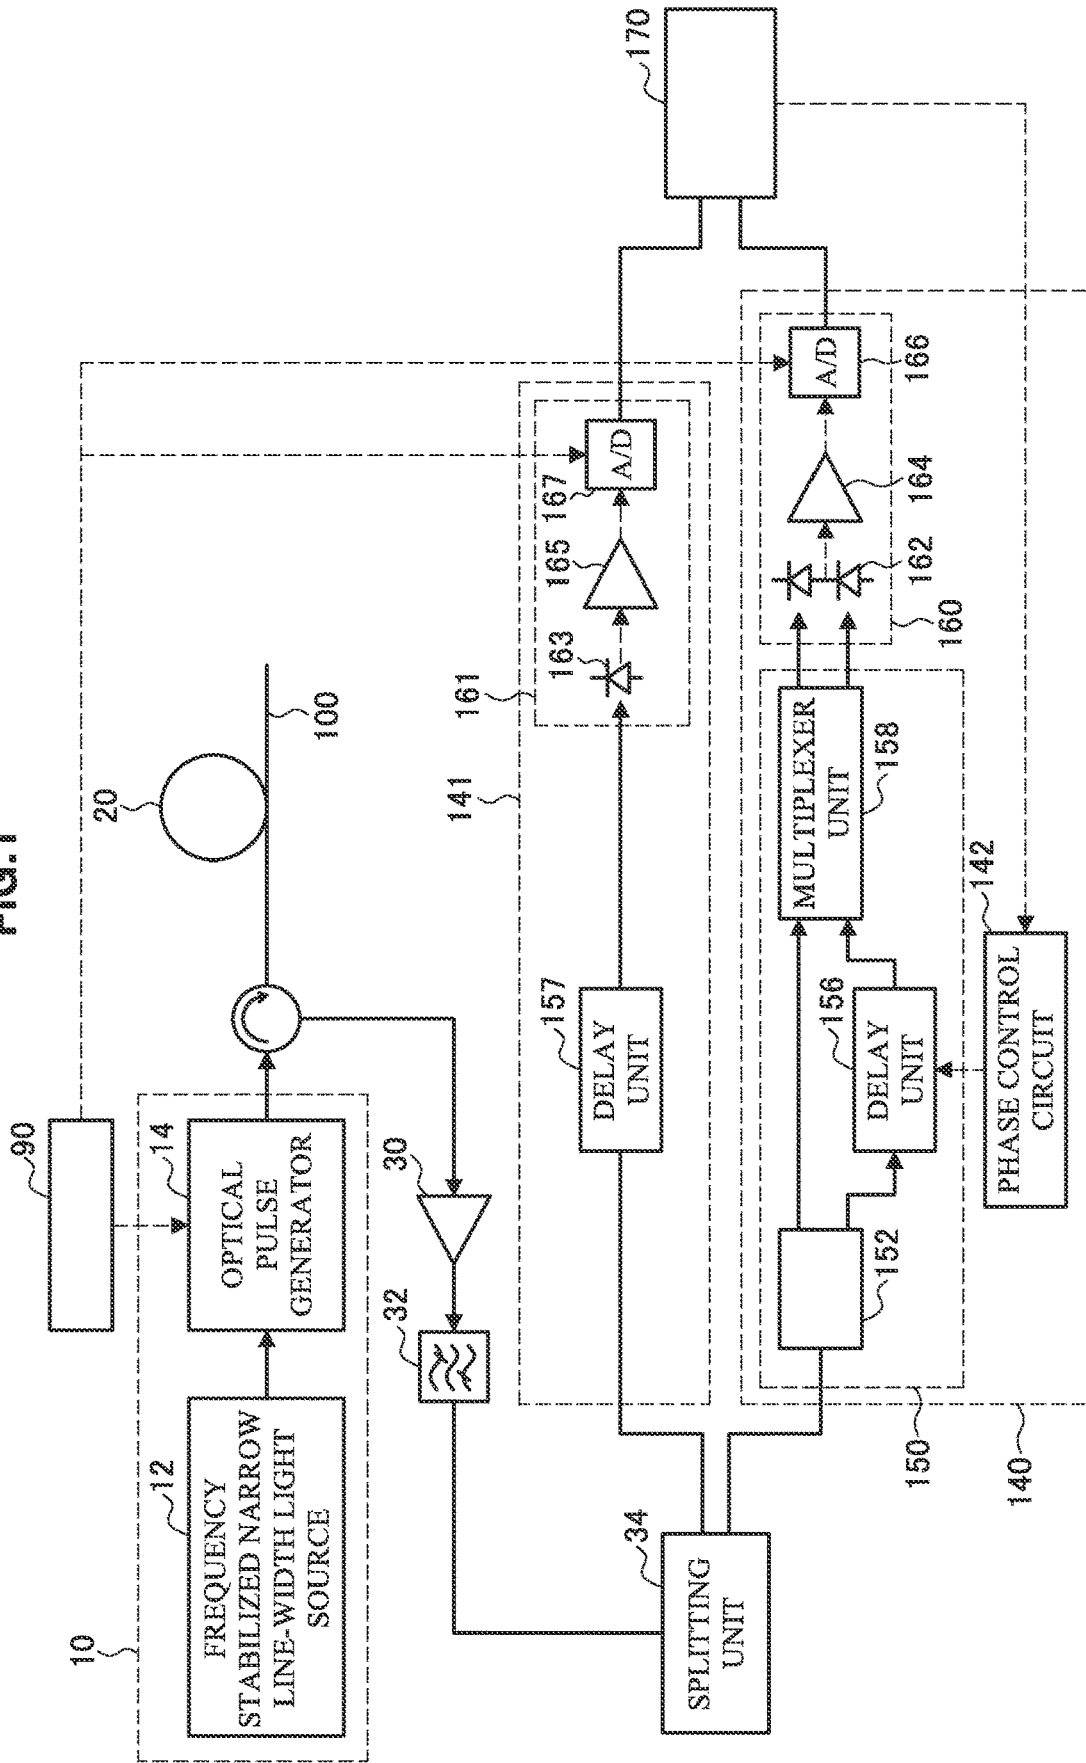 FIG.1
90
10
12
FREQUENCY
STABILIZED NARROW
LINE-WIDTH LIGHT
SOURCE
14
OPTICAL
PULSE
GENERATOR
20
100
30
32
34
SPLITTING
UNIT
141
157
DELAY
UNIT
161
163
165
167
A/D
170
140
150
152
156
DELAY
UNIT
158
MULTIPLEXER
UNIT
160
162
164
166
A/D
142
PHASE CONTROL
CIRCUIT